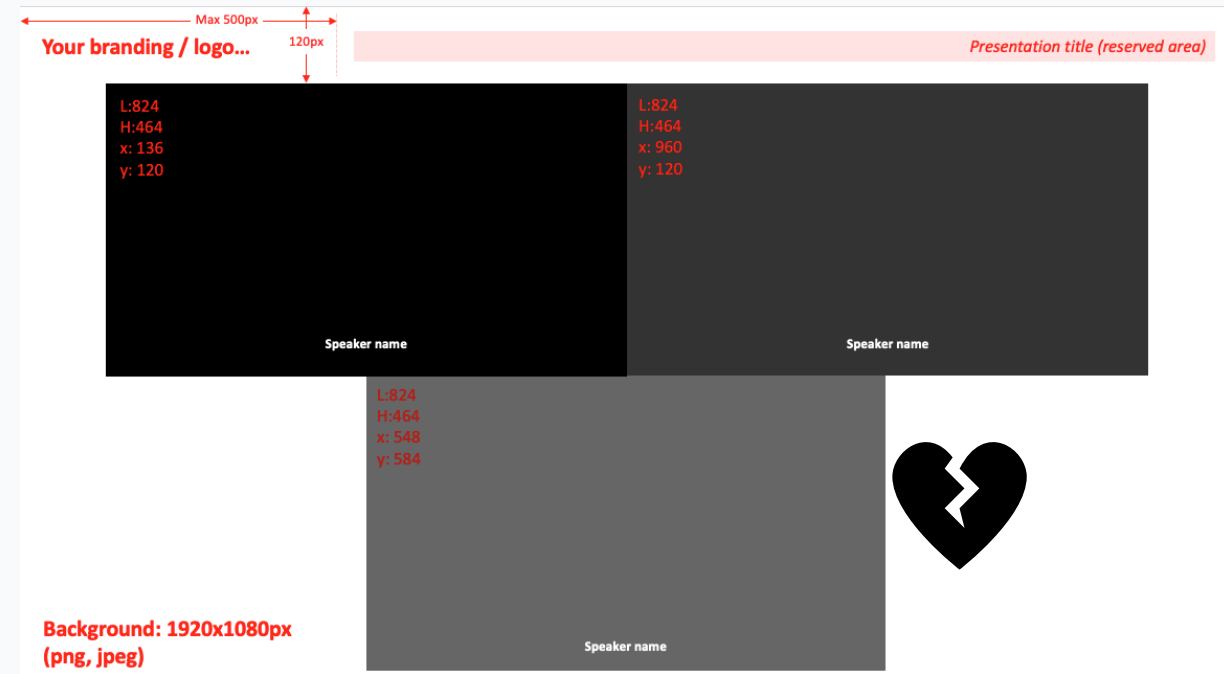 Max 500px
Your branding / logo...
120px
Presentation title (reserved area)
L:824
H:464
x: 136
y: 120
Speaker name
L:824
H:464
x: 960
y: 120
Speaker name
L:824
H:464
x: 548
y: 584
Speaker name
Background: 1920x1080px
(png, jpeg)